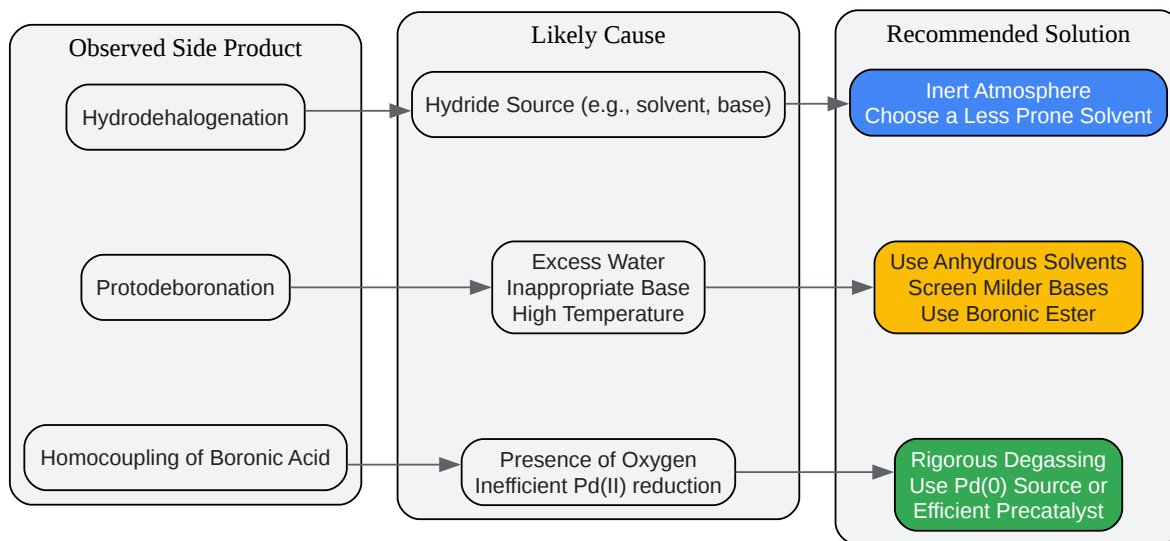 Observed Side Product
Hydrodehalogenation
Protodeboronation
Homocoupling of Boronic Acid
Likely Cause
Hydride Source (e.g., solvent, base)
Excess Water
Inappropriate Base
High Temperature
Presence of Oxygen
Inefficient Pd(II) reduction
Recommended Solution
Inert Atmosphere
Choose a Less Prone Solvent
Use Anhydrous Solvents
Screen Milder Bases
Use Boronic Ester
Rigorous Degassing
Use Pd(0) Source or
Efficient Precatalyst